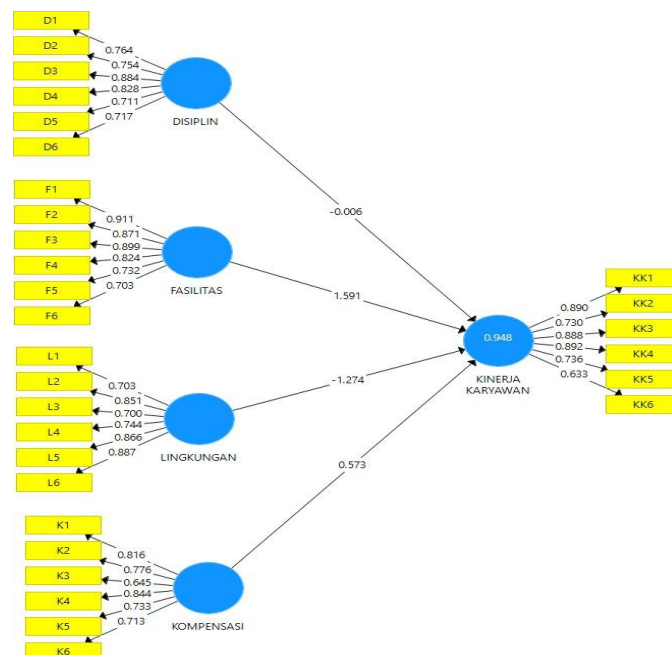 D1
D2
D3
D4
D5
D6
0.764
0.754
0.884
0.828
0.711
0.717
DISIPLIN
-0.006
F1
F2
F3
F4
F5
F6
0.911
0.871
0.899
0.824
0.732
0.703
FASILITAS
1.591
L1
L2
L3
L4
L5
L6
0.703
0.851
0.700
0.744
0.866
0.887
LINGKUNGAN
-1.274
K1
K2
K3
K4
K5
K6
0.816
0.776
0.645
0.844
0.733
0.713
KOMPENSASI
0.573
0.948
KINERJA
KARYAWAN
0.890
0.730
0.888
0.892
0.736
0.633
KK1
KK2
KK3
KK4
KK5
KK6